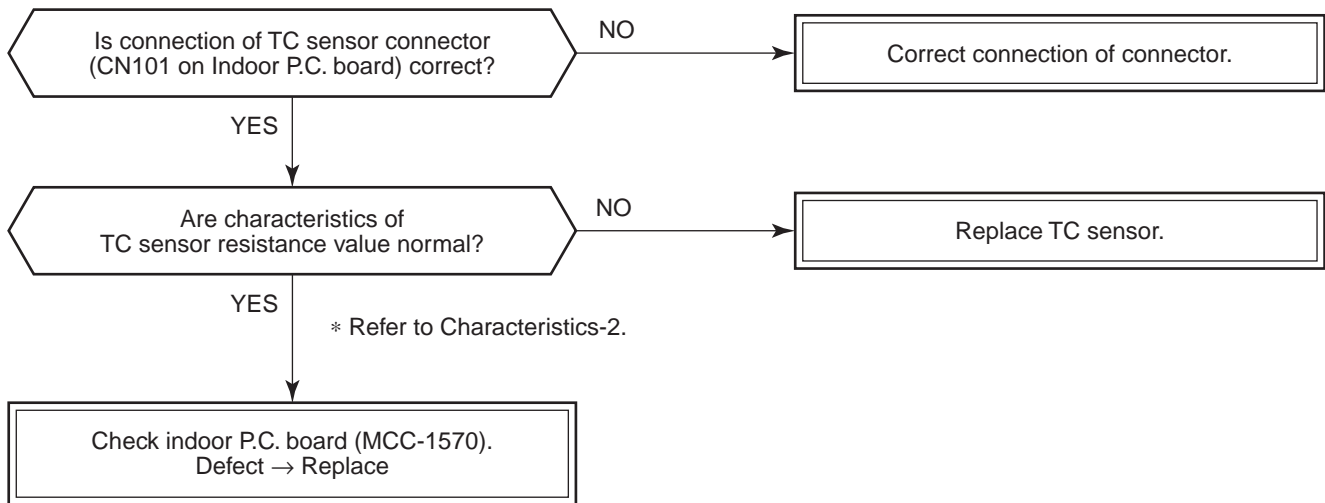 Is connection of TC sensor connector
(CN101 on Indoor P.C. board) correct?
NO
Correct connection of connector.
YES
Are characteristics of
TC sensor resistance value normal?
NO
Replace TC sensor.
YES
* Refer to Characteristics-2.
Check indoor P.C. board (MCC-1570).
Defect → Replace